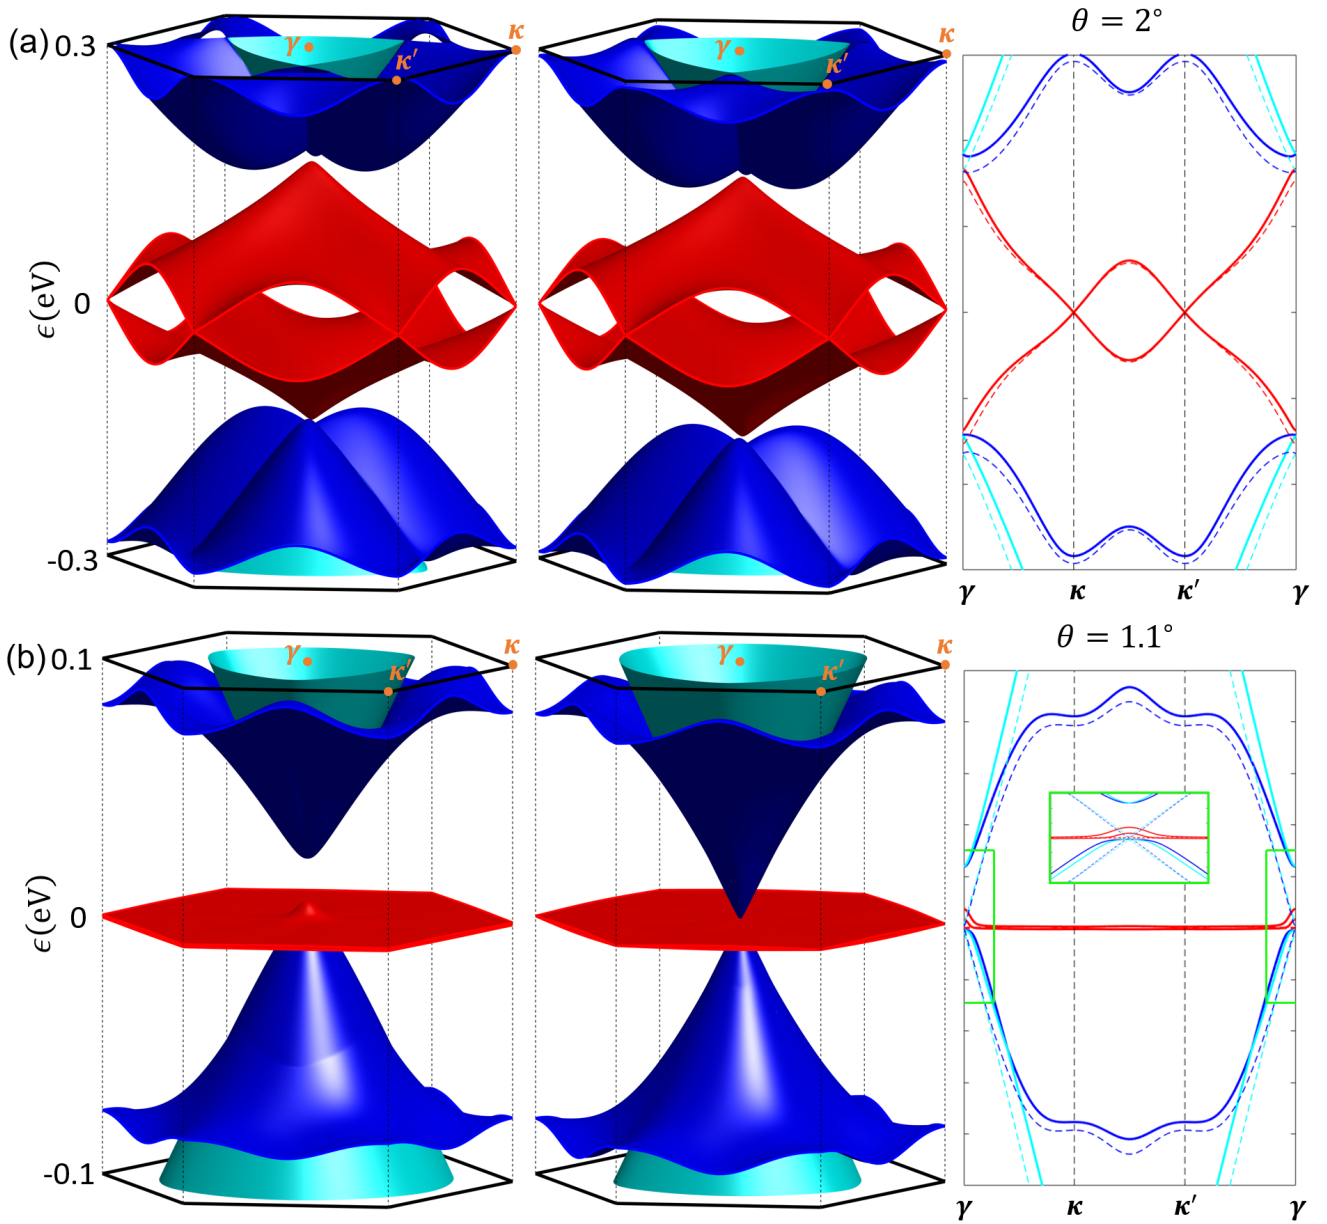 (a)
0.3
γ
κ
κ′
γ
κ
κ′
θ = 2°
ϵ(eV)
0
-0.3
γ κ κ′ γ
(b)
0.1
γ
κ
κ′
γ
κ
κ′
θ = 1.1°
ϵ(eV)
0
-0.1
γ κ κ′ γ